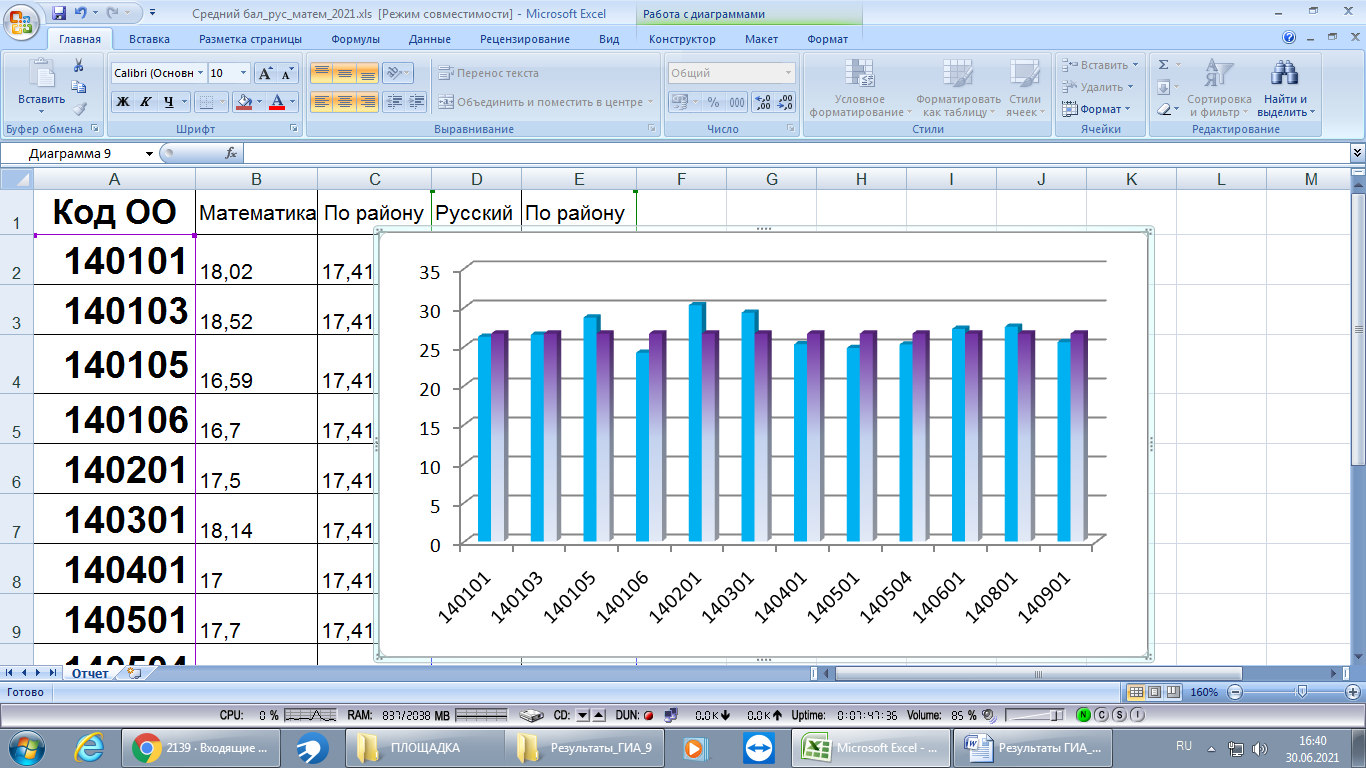 Средний бал_рус_матем_2021.xls [Режим совместимости] - Microsoft Excel
Работа с диаграммами
Главная Вставка Разметка страницы Формулы Данные Рецензирование Вид Конструктор Макет Формат
Calibri (Основн 10 Перенос текста Общий Вставить
Вставить Ж К Ч Объединить и поместить в центре % 000 Условное форматирование Форматировать как таблицу Стили ячеек Удалить Формат Сортировка и фильтр Найти и выделить
Буфер обмена Шрифт Выравнивание Число Стили Ячейки Редактирование
Диаграмма 9 fx
A B C D E F G H I J K L M
1 Код ОО Математика По району Русский По району
2 140101 18,02 17,41
3 140103 18,52 17,41
4 140105 16,59 17,41
5 140106 16,7 17,41
6 140201 17,5 17,41
7 140301 18,14 17,41
8 140401 17 17,41
9 140501 17,7 17,41
140504
35
30
25
20
15
10
5
0
140101 140103 140105 140106 140201 140301 140401 140501 140504 140601 140801 140901
Отчет
Готово 160%
CPU: 0 % RAM: 937/2038 MB CD: DUN: 0.0K 0.0K Uptime: 0:07:47:36 Volume: 85 % N C S I
2139 · Входящие ... ПЛОЩАДКА Результаты_ГИА_9 Microsoft Excel - ... Результаты ГИА_... RU 16:40
30.06.2021